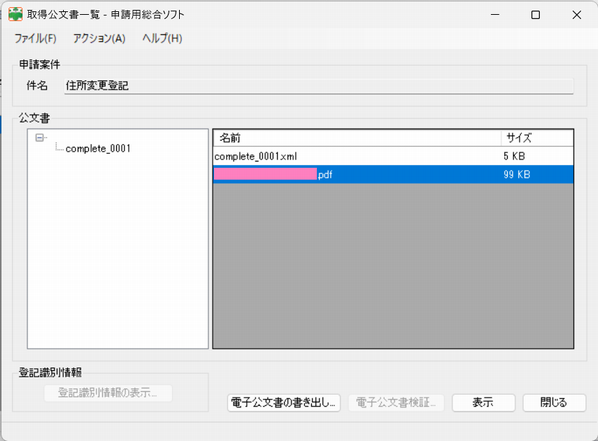 取得公文書一覧 - 申請用総合ソフト
ファイル(F) アクション(A) ヘルプ(H)
申請案件
件名 住所変更登記
公文書
complete_0001
名前 サイズ
complete_0001.xml 5 KB
.pdf 99 KB
登記識別情報
登記識別情報の表示...
電子公文書の書き出し... 電子公文書検証... 表示 閉じる